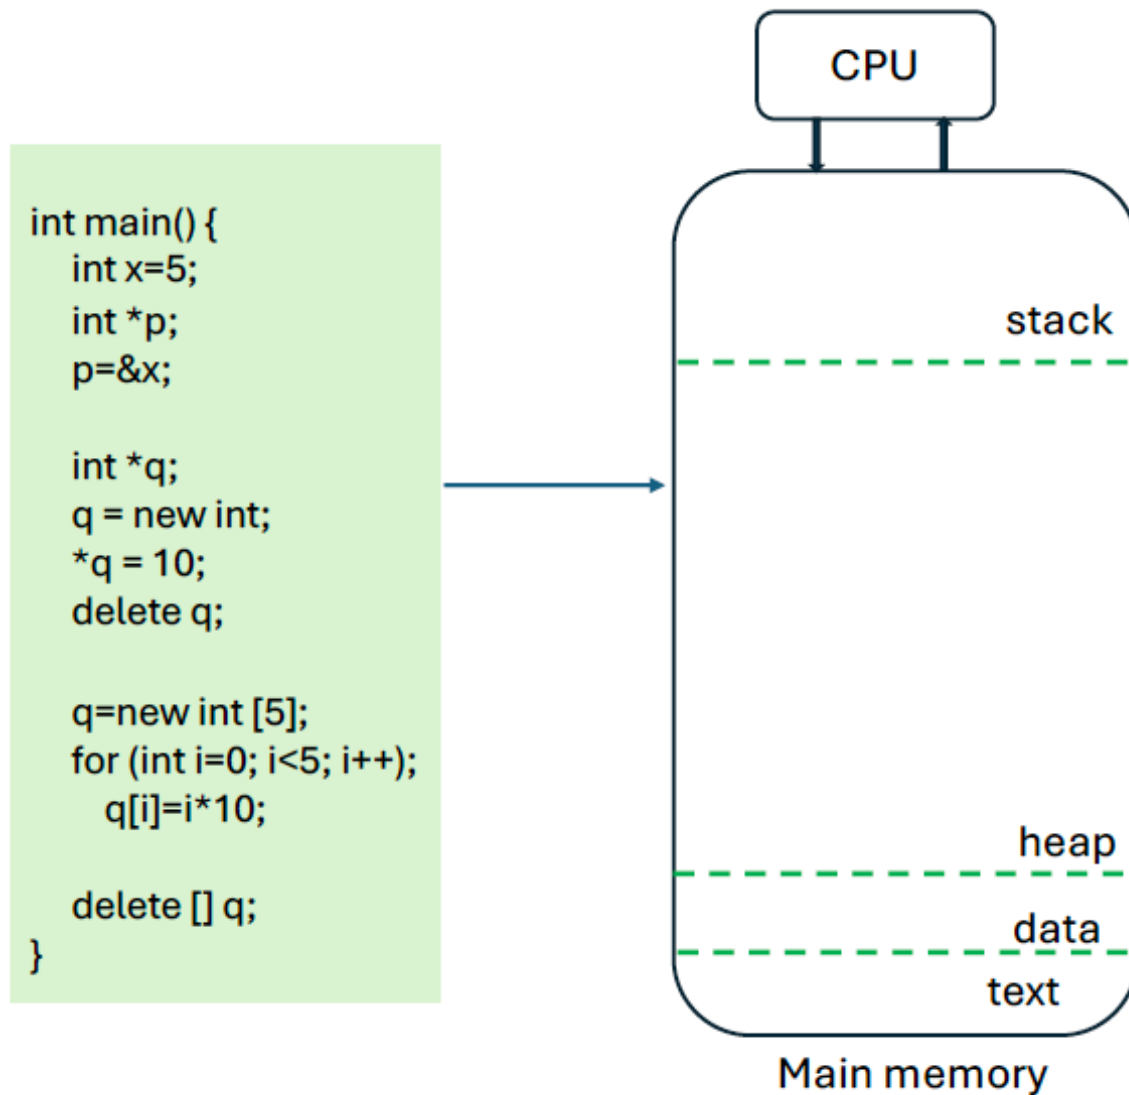 int main() {
int x=5;
int *p;
p=&x;
int *q;
q = new int;
*q = 10;
delete q;
q=new int [5];
for (int i=0; i<5; i++);
q[i]=i*10;
delete [] q;
}
CPU
stack
heap
data
text
Main memory